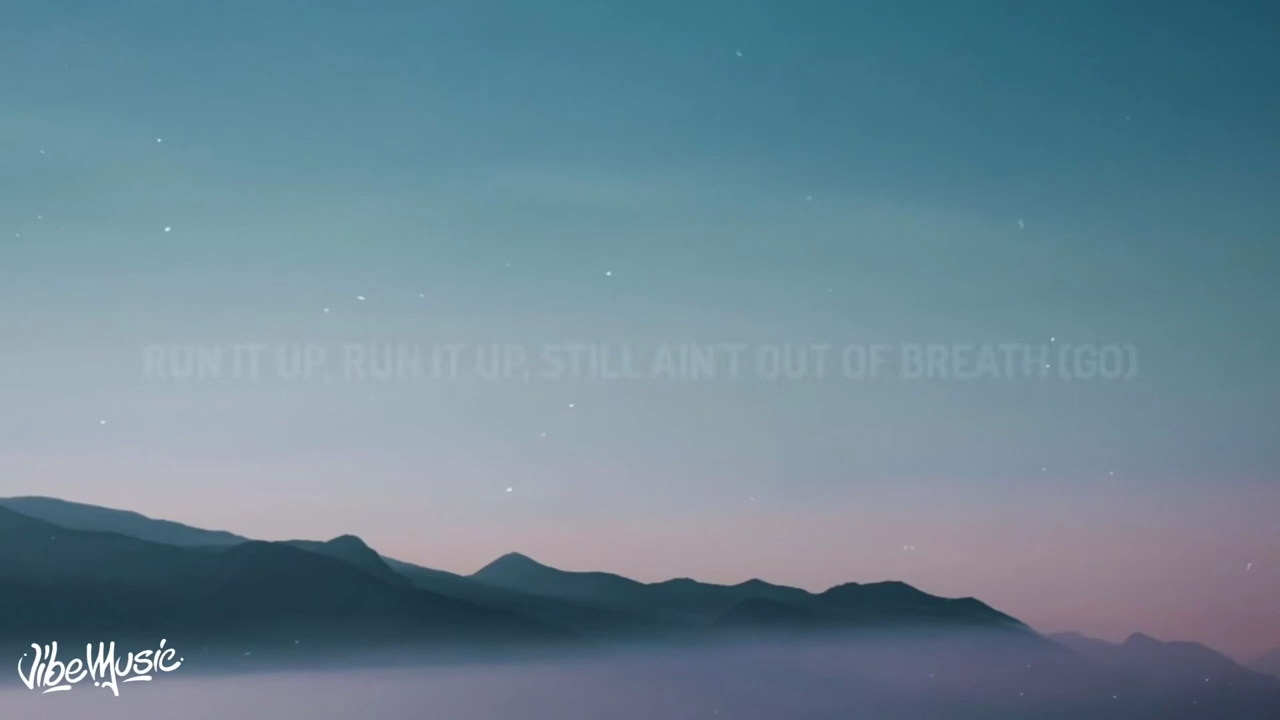 RUN IT UP, RUN IT UP, STILL AIN'T OUT OF BREATH (GO)
VibeMusic